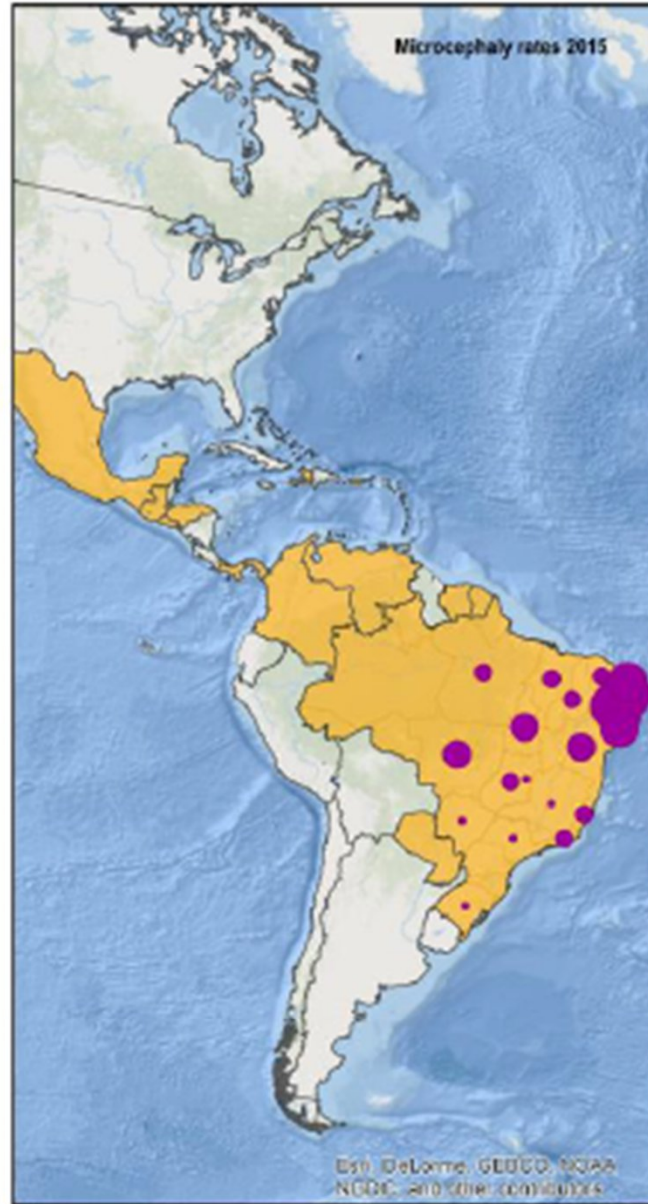 Microcephaly rates 2015
Esri, DeLorme, GEBCO, NOAA
NGDC, and other contributors